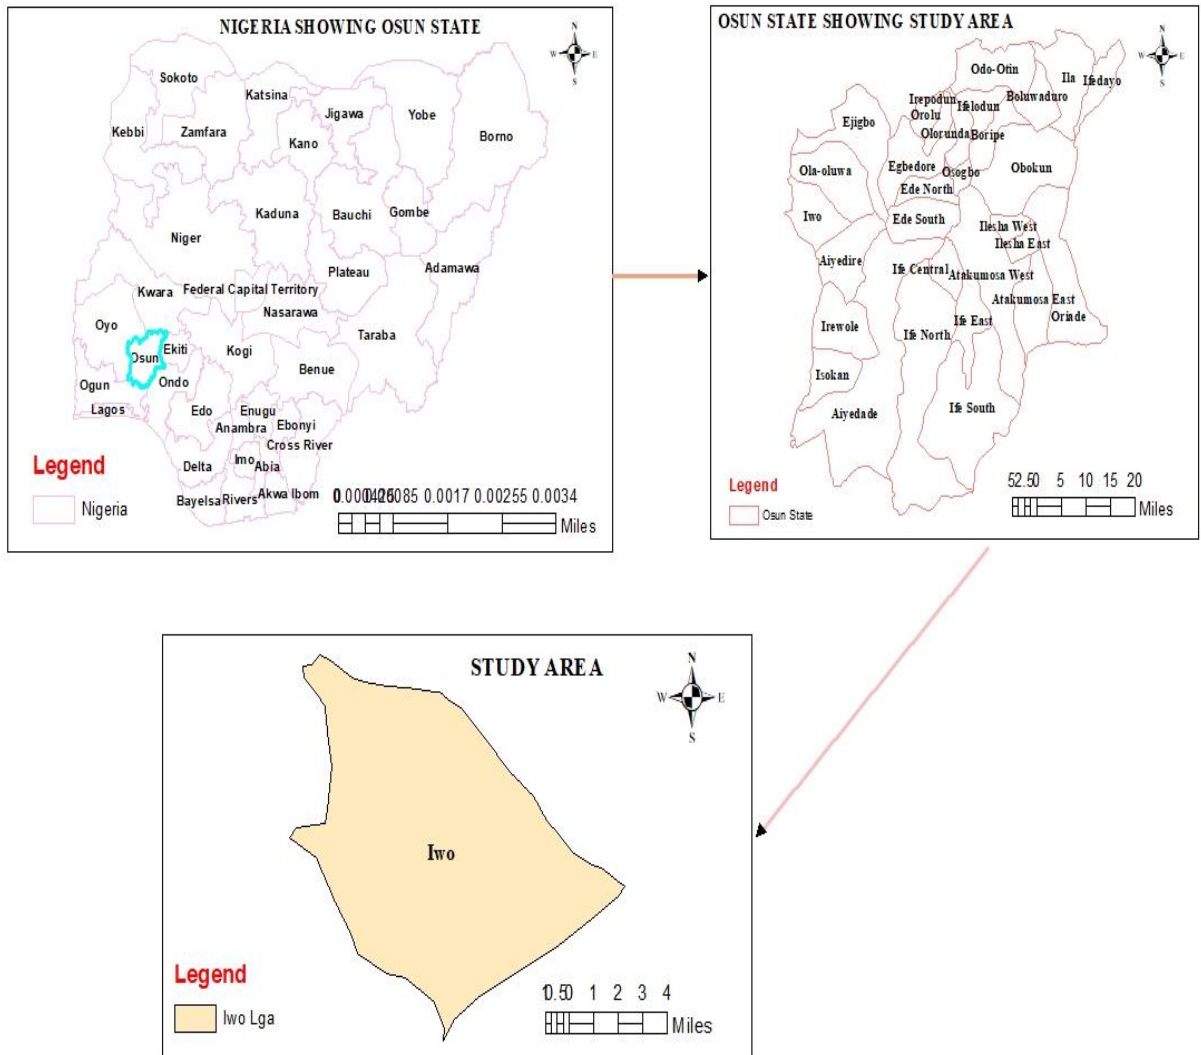 NIGERIA SHOWING OSUN STATE
N
W E
S
Sokoto
Katsina
Jigawa
Yobe
Borno
Kebbi
Zamfara
Kano
Kaduna
Bauchi
Gombe
Niger
Plateau
Adamawa
Kwara
Federal Capital Territory
Nasarawa
Oyo
Taraba
Osun
Ekiti
Kogi
Benue
Ogun
Ondo
Lagos
Edo
Enugu
Anambra
Ebonyi
Cross River
Delta
Imo
Abia
Bayelsa
Rivers
Akwa Ibom
Legend
Nigeria
0.0017 0.00255 0.0034
Miles
OSUN STATE SHOWING STUDY AREA
N
W E
S
Odo-Otin
Ila
Ifedayo
Boluwaduro
Irepodun
Ifelodun
Orolu
Ejigbo
Olorunda
Boripe
Egbedore
Osogbo
Obokun
Ola-oluwa
Ede North
Iwo
Ede South
Ilesha West
Ilesha East
Aiyedire
Ife Central
Atakumosa West
Atakumosa East
Oriade
Irewole
Ife North
Ife East
Isokan
Aiyedade
Ife South
Legend
Osun State
52.50 5 10 15 20
Miles
STUDY AREA
N
W E
S
Iwo
Legend
Iwo Lga
10.50 1 2 3 4
Miles